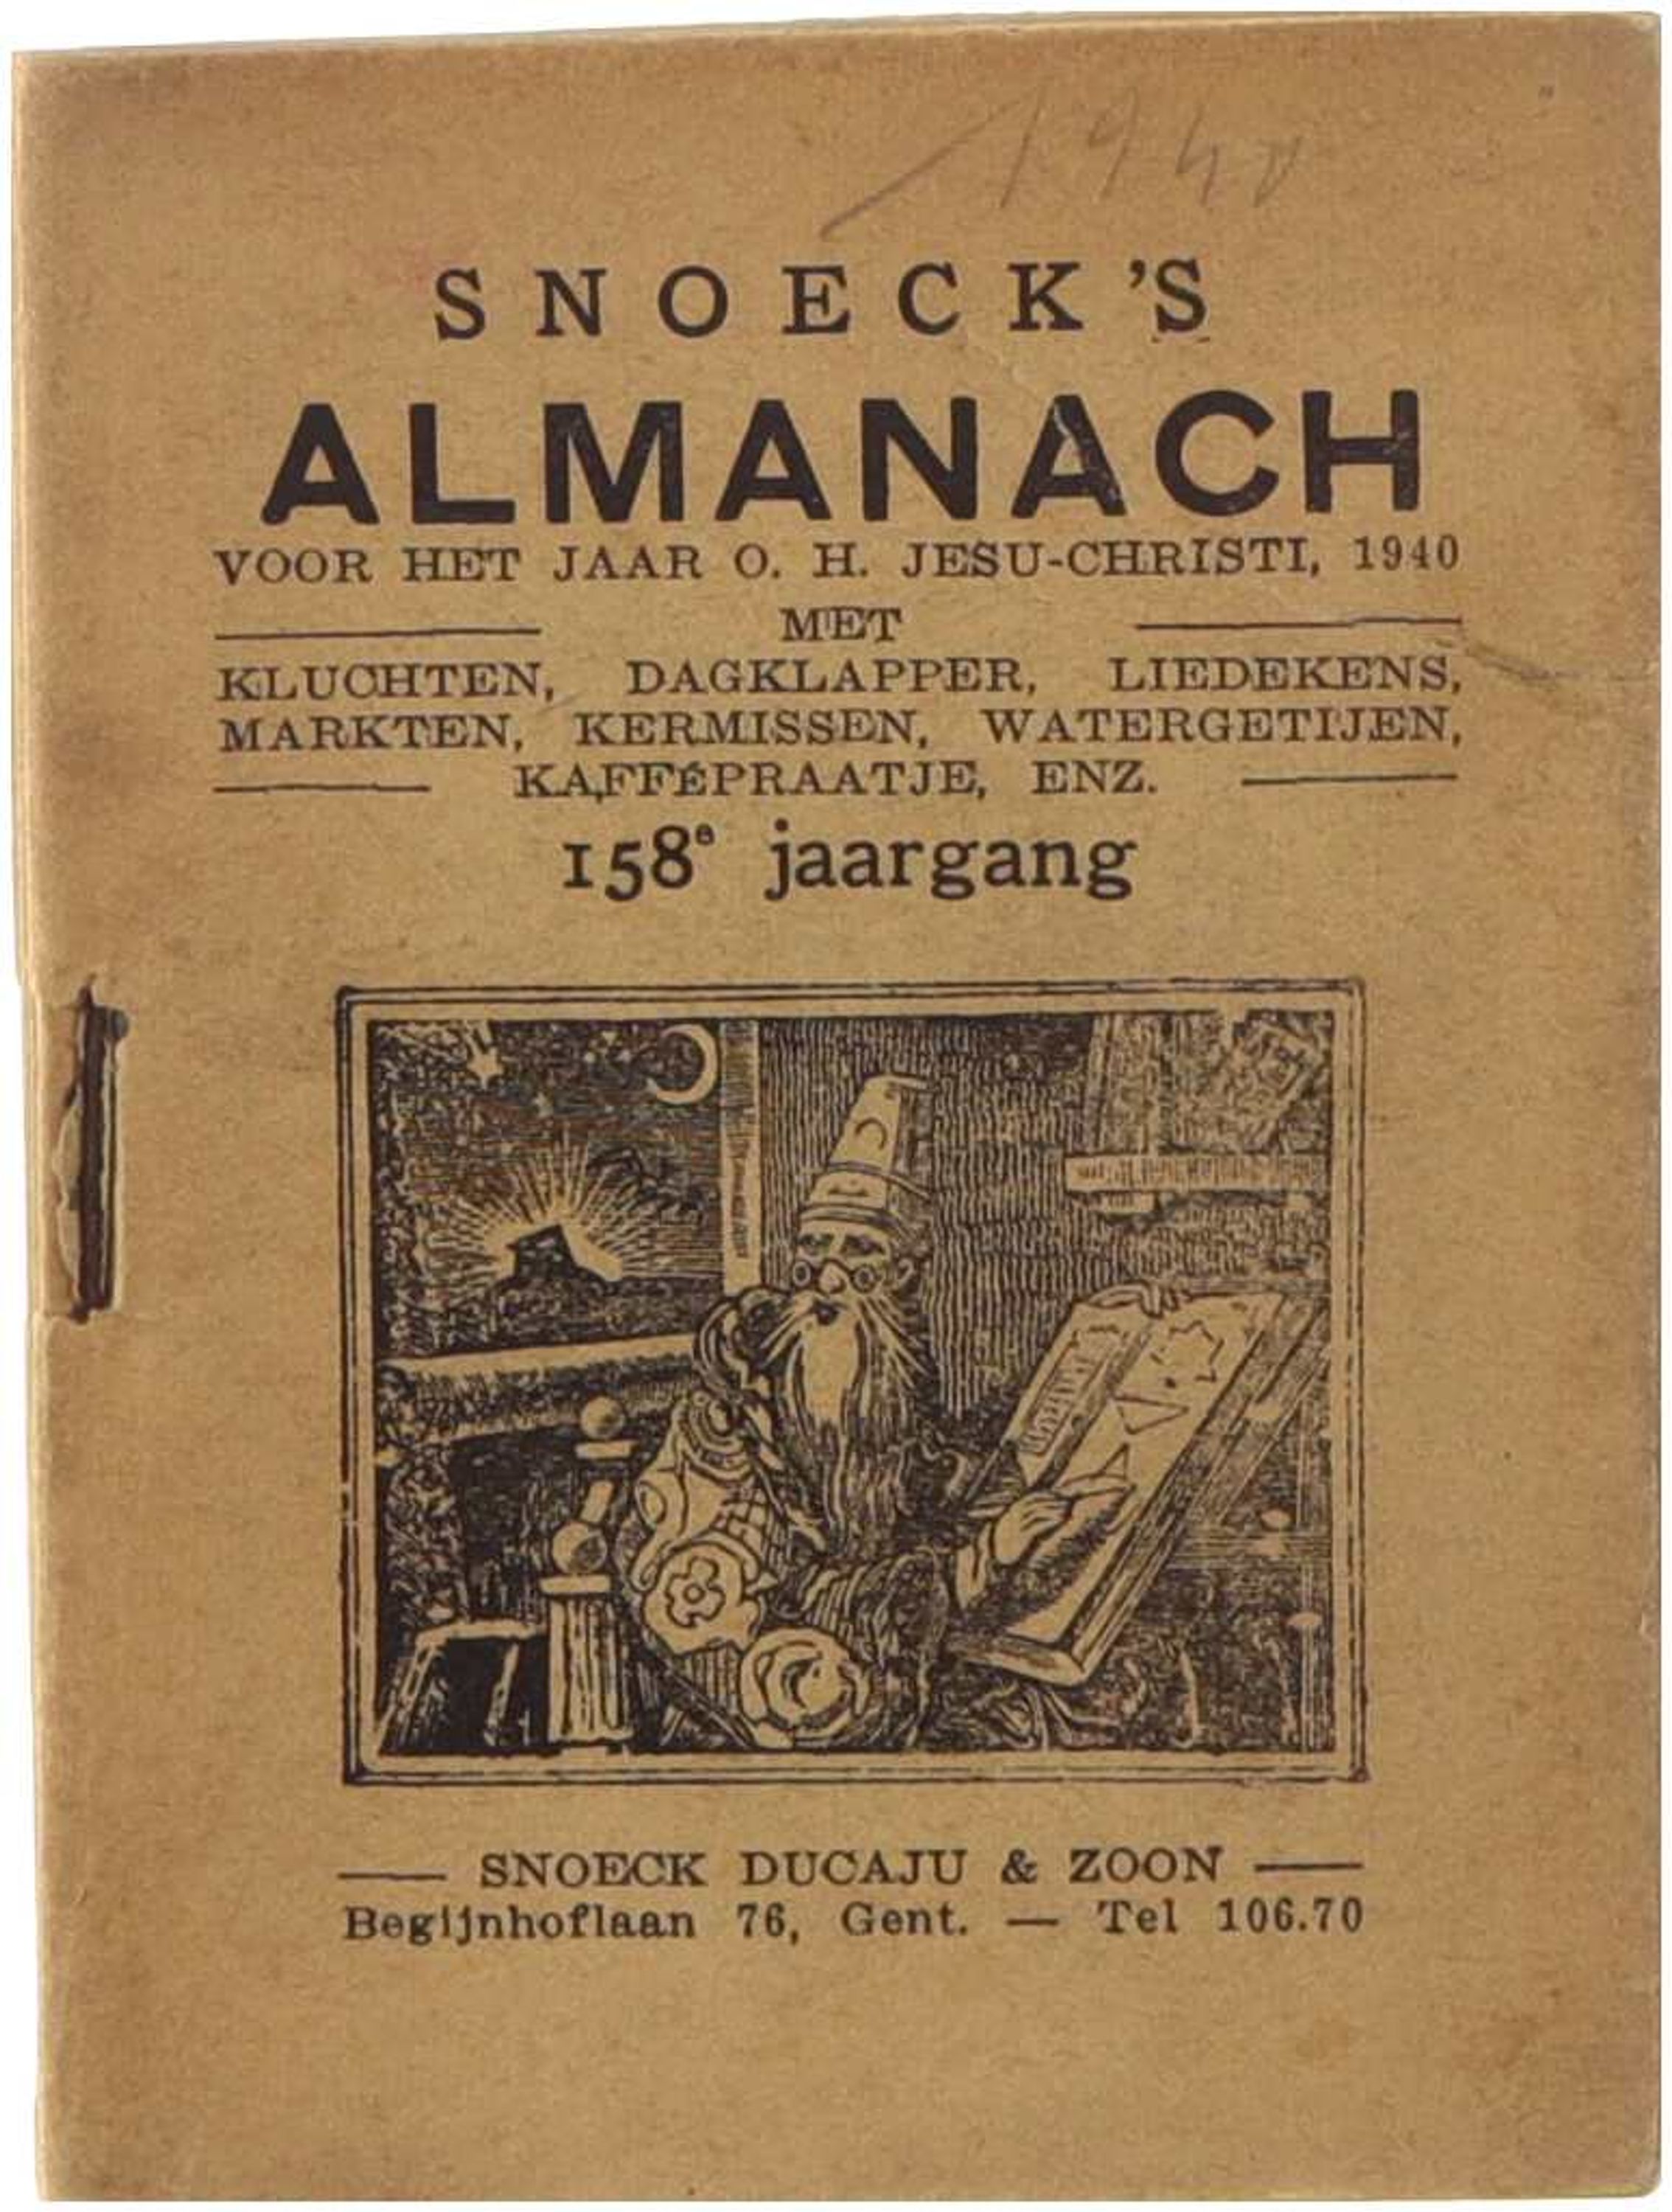 1940
SNOECK'S
ALMANACH
VOOR HET JAAR O. H. JESU-CHRISTI, 1940
MET
KLUCHTEN, DAGKLAPPER, LIEDEKENS,
MARKTEN, KERMISSEN, WATERGETIJEN,
KAFFÉPRAATJE, ENZ.
158e jaargang
SNOECK DUCAJU & ZOON
Begijnhoflaan 76, Gent. — Tel 106.70